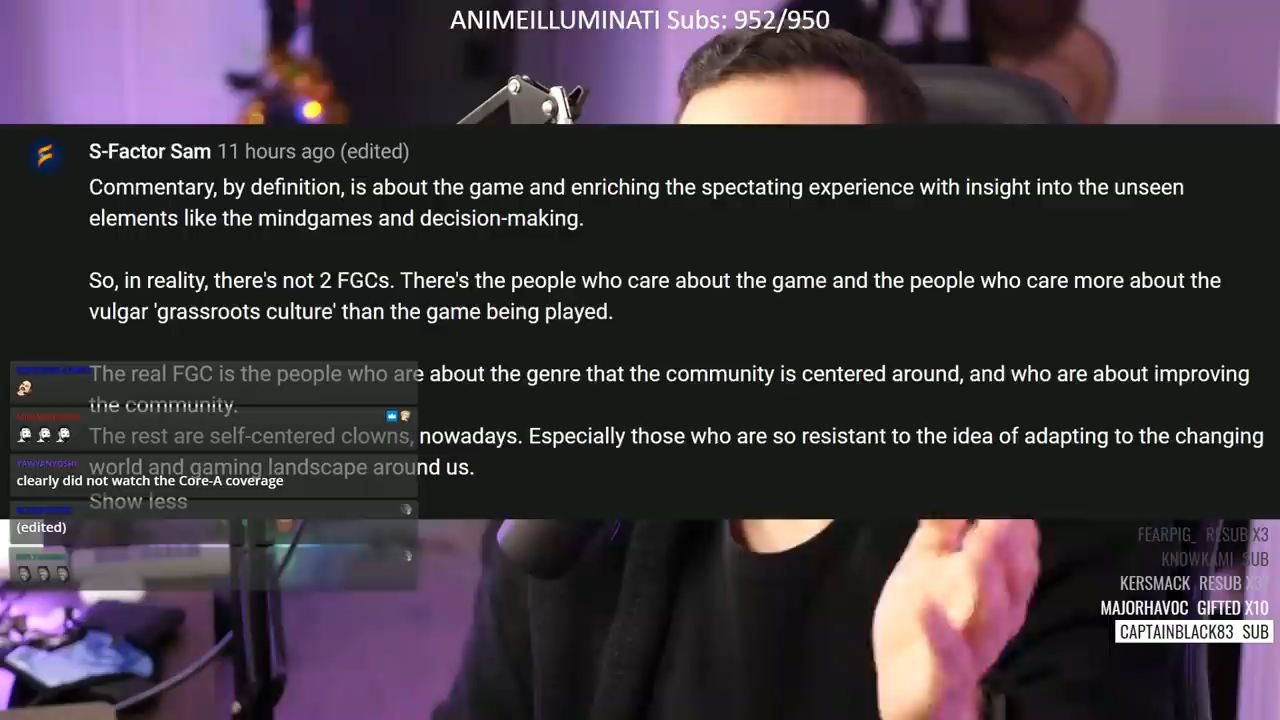 ANIMEILLUMINATI Subs: 952/950
S-Factor Sam 11 hours ago (edited)
Commentary, by definition, is about the game and enriching the spectating experience with insight into the unseen
elements like the mindgames and decision-making.
So, in reality, there's not 2 FGCs. There's the people who care about the game and the people who care more about the
vulgar 'grassroots culture' than the game being played.
The real FGC is the people who are about the genre that the community is centered around, and who are about improving
the community.
The rest are self-centered clowns, nowadays. Especially those who are so resistant to the idea of adapting to the changing
world and gaming landscape around us.
Show less
YAWYANYOSHI
clearly did not watch the Core-A coverage
(edited)
FEARPIG_ RESUB X3
KNOWKAMI SUB
KERSMACK RESUB
MAJORHAVOC GIFTED X10
CAPTAINBLACK83 SUB